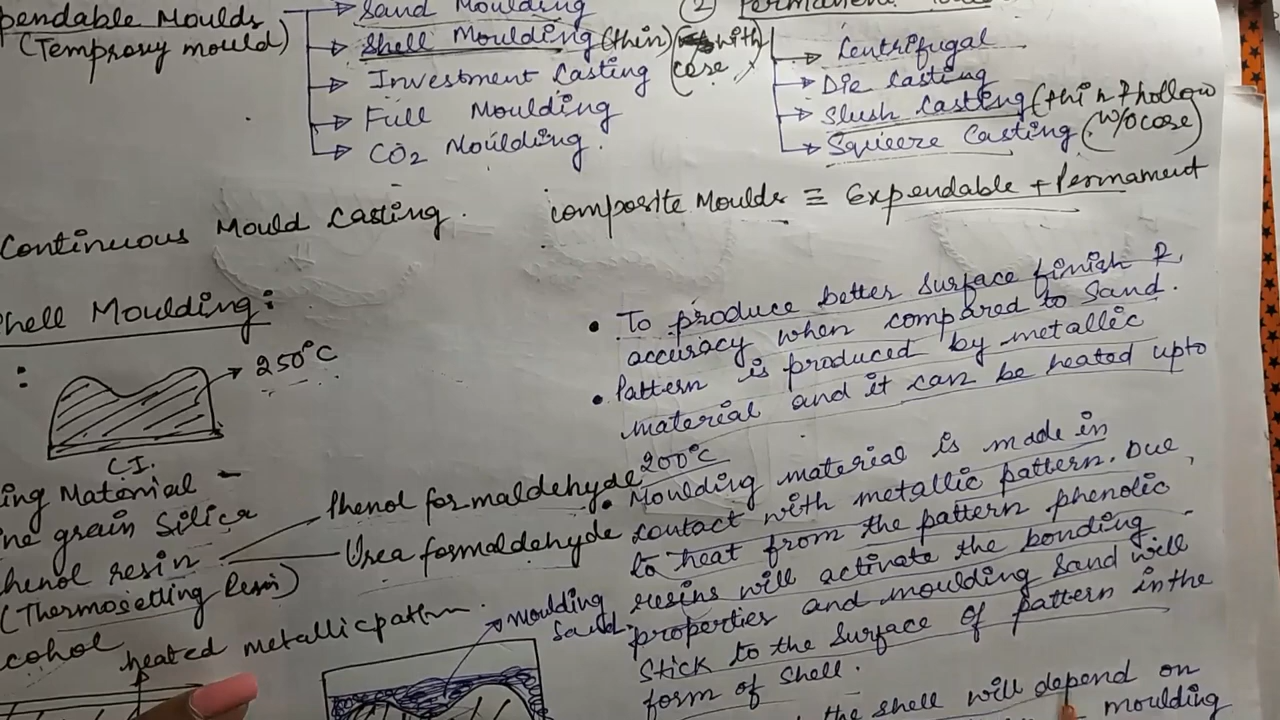 pendable Moulds
(Temproxy mould)
Sand Moulding
Shell Moulding (thin) (with core)
Investment Casting
Full Moulding
CO2 Moulding.
②
Centrifugal
Die Casting
Slush Casting (thin & hollow w/o core)
Squeeze Casting
Continuous Mould Casting.
Composite Moulds ≡ Expendable + Permament
hell Moulding:
: 250°C
C.I.
ing Material -
ne grain Silica
henol resin
Phenol formaldehyde
Urea formaldehyde
(Thermosetting Resin)
cohol
heated metallic pattern.
moulding sand.
• To produce better surface finish &
accuracy when compared to Sand.
• Pattern is produced by metallic
material and it can be heated upto
200°C
• Moulding material is made in
contact with metallic pattern. Due
to heat from the pattern phenolic
resins will activate the bonding
properties and moulding sand will
stick to the surface of pattern in the
form of shell.
the shell will depend on
moulding